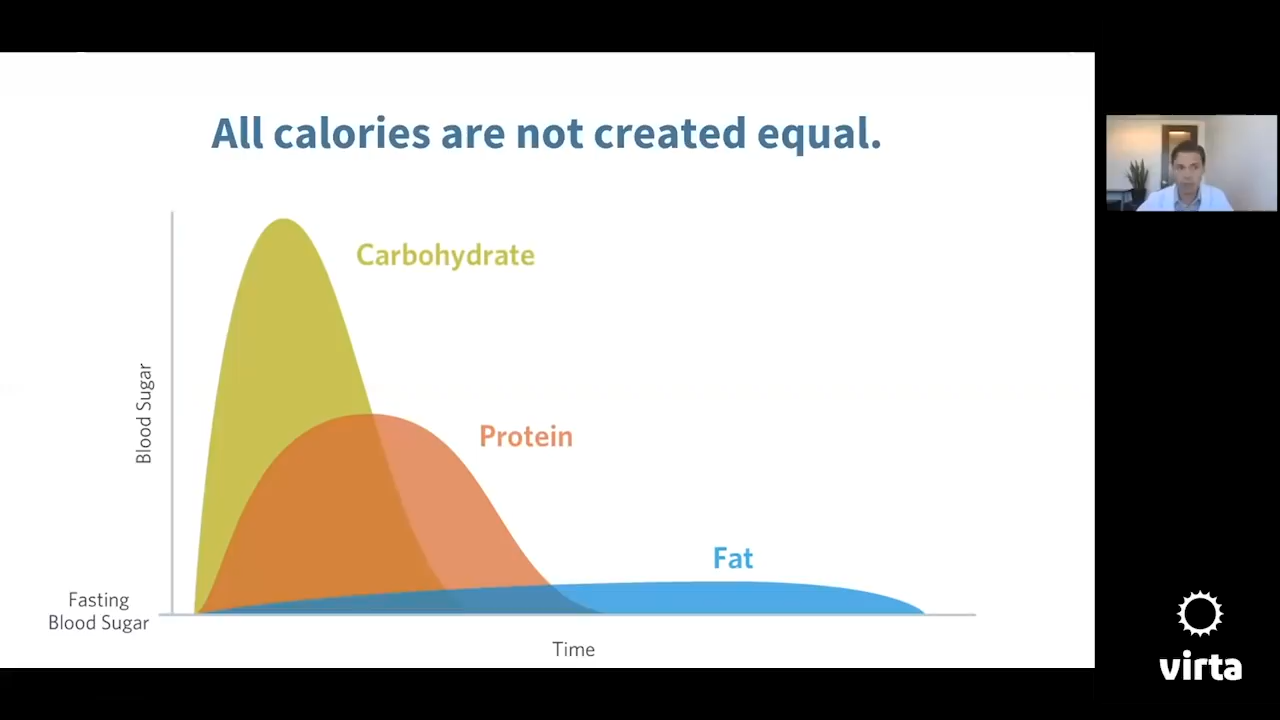 All calories are not created equal.
Carbohydrate
Protein
Fat
Blood Sugar
Fasting
Blood Sugar
Time
virta